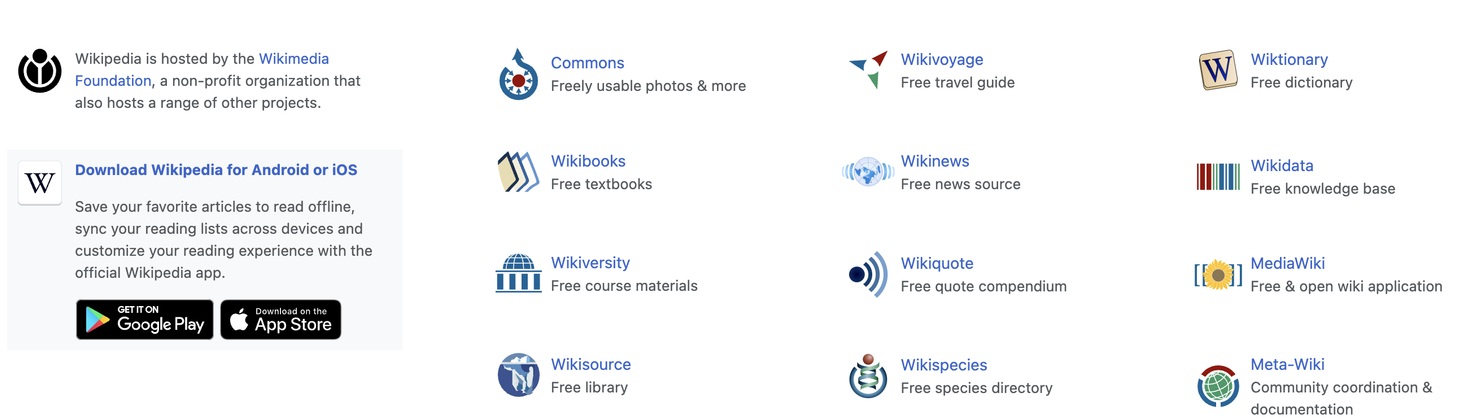 Wikipedia is hosted by the Wikimedia
Foundation, a non-profit organization that
also hosts a range of other projects.
W
Download Wikipedia for Android or iOS
Save your favorite articles to read offline,
sync your reading lists across devices and
customize your reading experience with the
official Wikipedia app.
GET IT ON
Google Play
Download on the
App Store
Commons
Freely usable photos & more
Wikivoyage
Free travel guide
W
Wiktionary
Free dictionary
Wikibooks
Free textbooks
Wikinews
Free news source
Wikidata
Free knowledge base
Wikiversity
Free course materials
Wikiquote
Free quote compendium
[[ ]]
MediaWiki
Free & open wiki application
Wikisource
Free library
Wikispecies
Free species directory
Meta-Wiki
Community coordination &
documentation